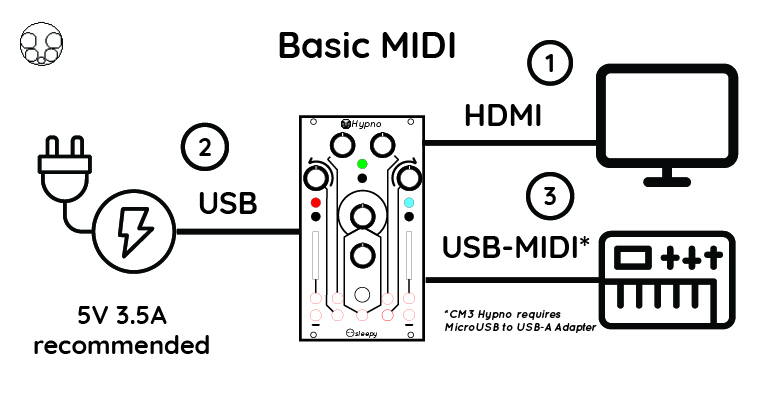 Basic MIDI
1
HDMI
Hypno
2
USB
3
USB-MIDI*
5V 3.5A
recommended
*CM3 Hypno requires
MicroUSB to USB-A Adapter
sleepy